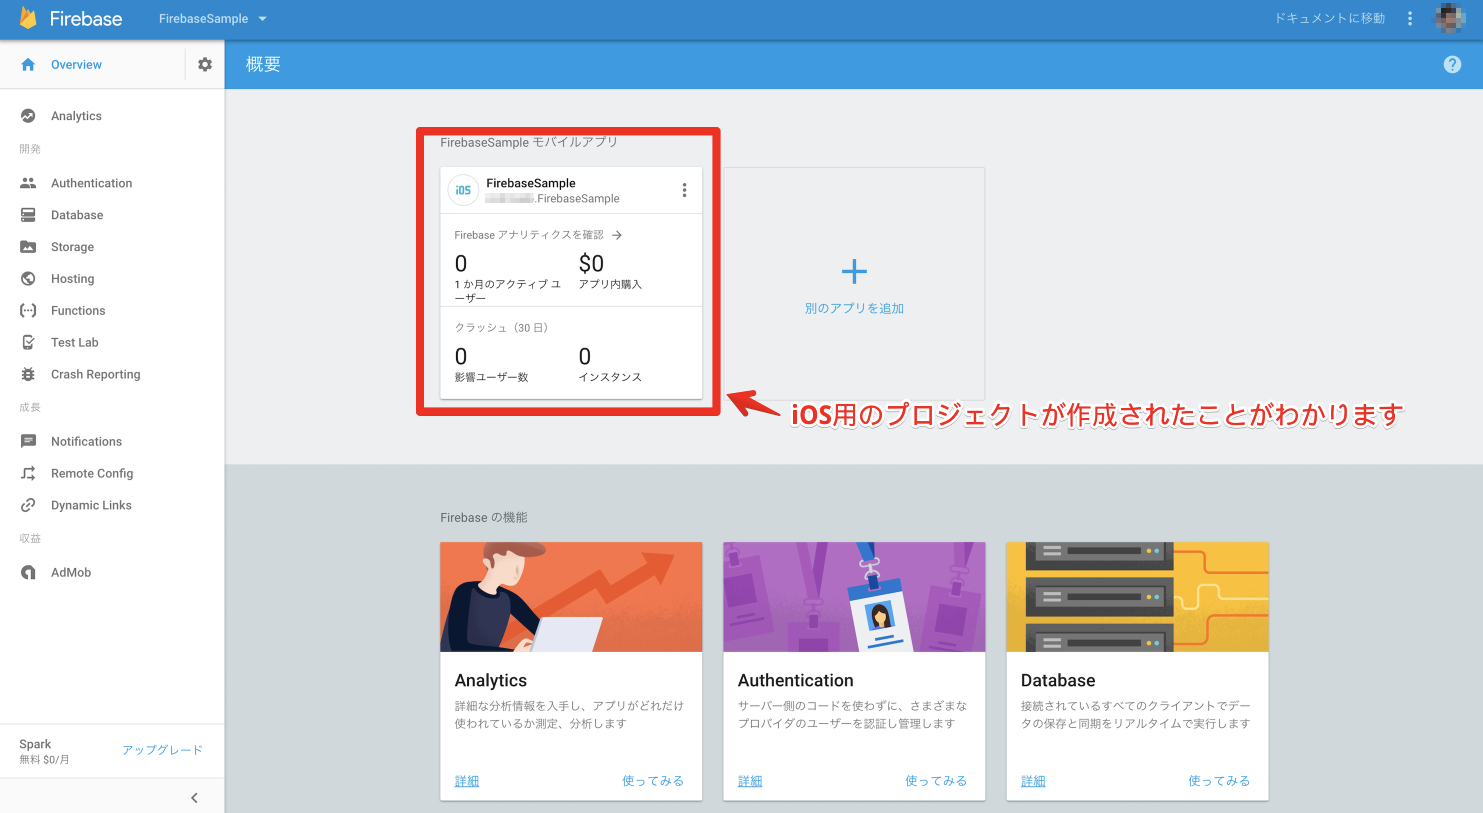 Firebase
FirebaseSample
ドキュメントに移動
Overview
概要
Analytics
開発
Authentication
Database
Storage
Hosting
Functions
Test Lab
Crash Reporting
成長
Notifications
Remote Config
Dynamic Links
収益
AdMob
Spark
無料 $0/月
アップグレード
FirebaseSample モバイルアプリ
iOS
FirebaseSample
.FirebaseSample
Firebase アナリティクスを確認 →
0
$0
1 か月のアクティブ ユ
ーザー
アプリ内購入
クラッシュ（30 日）
0
0
影響ユーザー数
インスタンス
別のアプリを追加
iOS用のプロジェクトが作成されたことがわかります
Firebase の機能
Analytics
詳細な分析情報を入手し、アプリがどれだけ
使われているか測定、分析します
詳細
使ってみる
Authentication
サーバー側のコードを使わずに、さまざまな
プロバイダのユーザーを認証し管理します
詳細
使ってみる
Database
接続されているすべてのクライアントでデー
タの保存と同期をリアルタイムで実行します
詳細
使ってみる